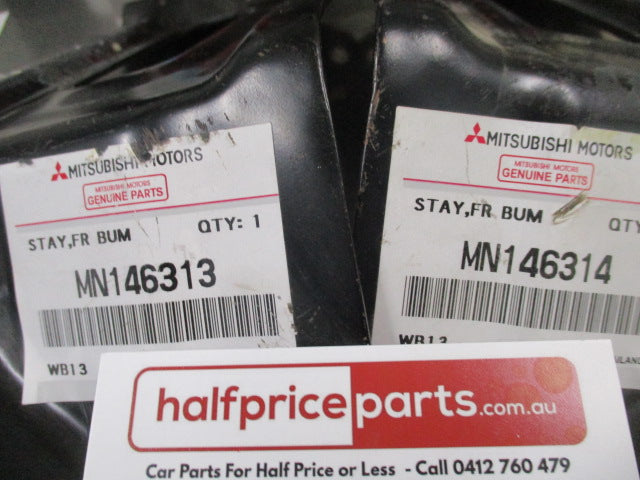 MITSUBISHI MOTORS
MITSUBISHI MOTORS
GENUINE PARTS
STAY,FR BUM QTY: 1
MN146313
WB13
MITSUBISHI MOTORS
MITSUBISHI MOTORS
GENUINE PARTS
STAY,FR BUM QTY
MN146314
WB13
halfpriceparts.com.au
Car Parts For Half Price or Less - Call 0412 760 479